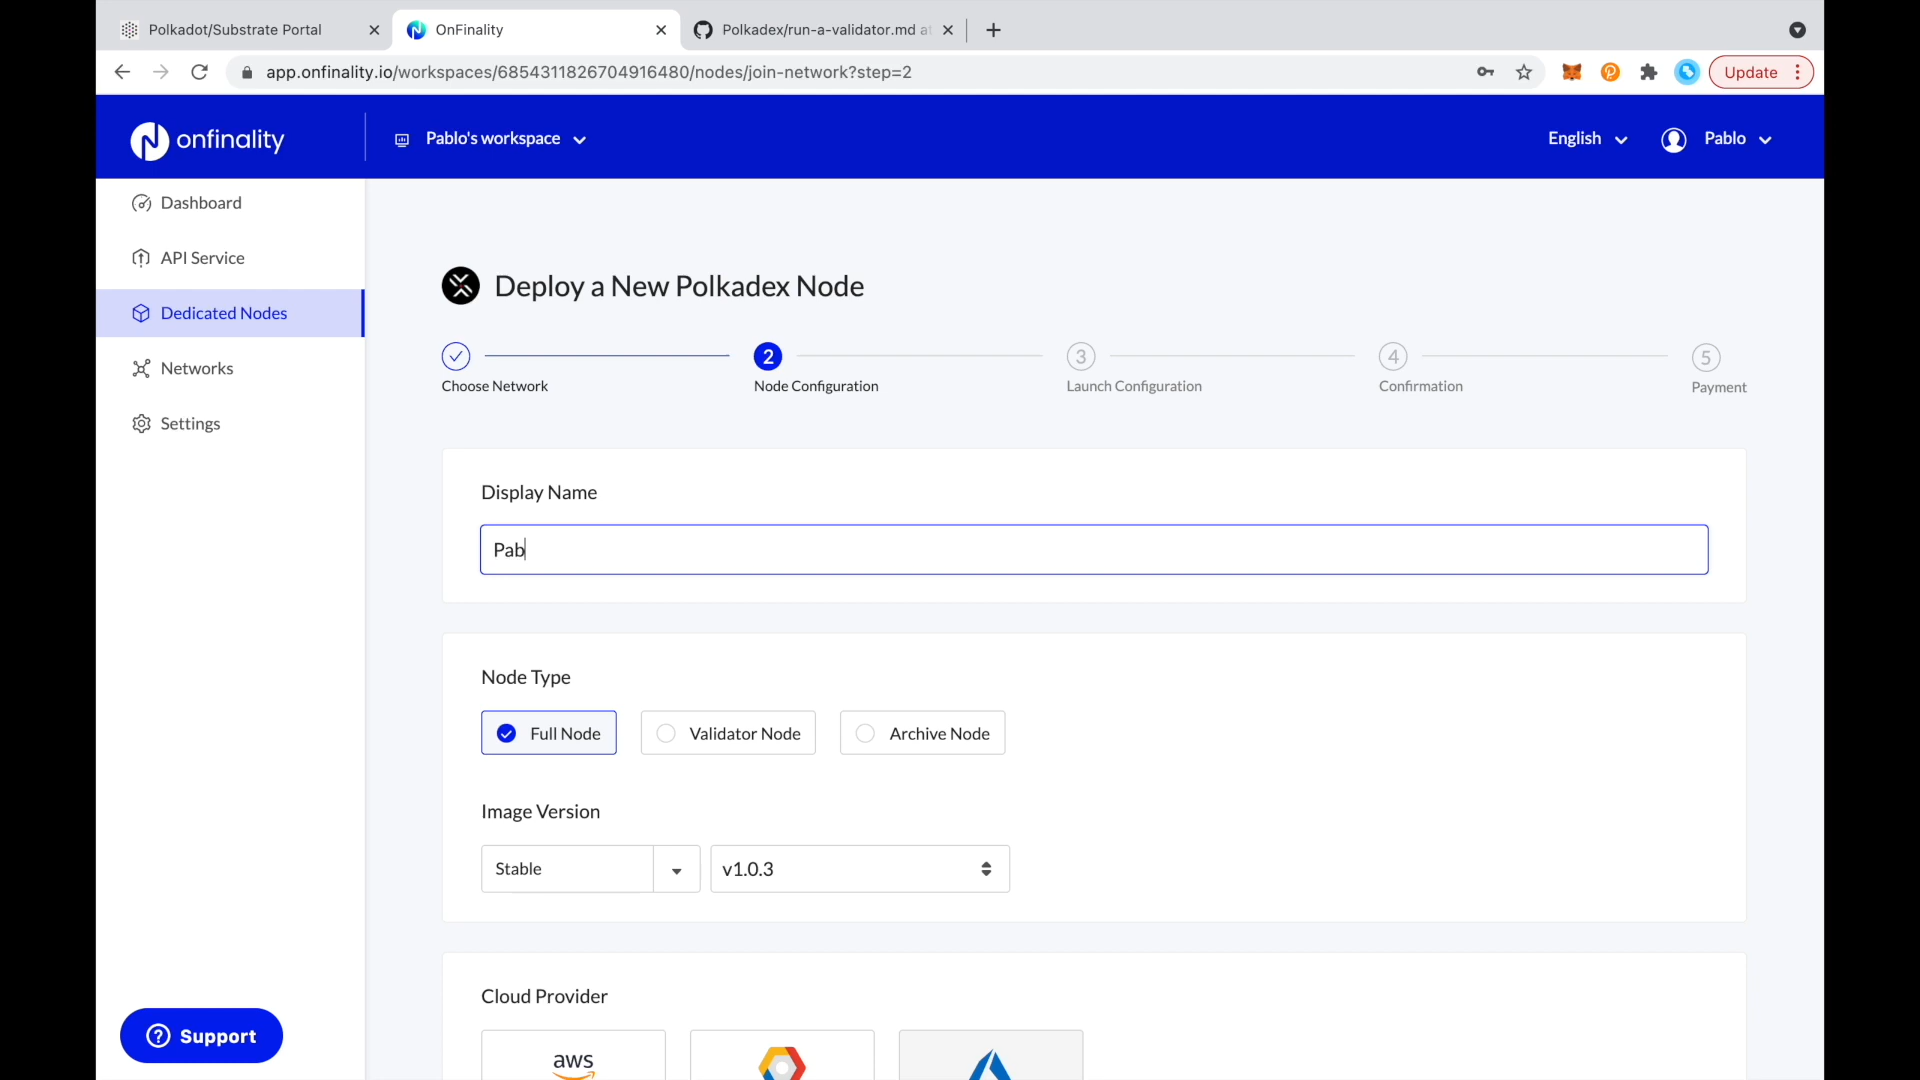 Polkadot/Substrate Portal
OnFinality
Polkadex/run-a-validator.md at
app.onfinality.io/workspaces/6854311826704916480/nodes/join-network?step=2
Update
onfinality
Pablo's workspace
English
Pablo
Dashboard
API Service
Dedicated Nodes
Networks
Settings
Deploy a New Polkadex Node
2
3
4
5
Choose Network
Node Configuration
Launch Configuration
Confirmation
Payment
Display Name
Pab
Node Type
Full Node
Validator Node
Archive Node
Image Version
Stable
v1.0.3
Cloud Provider
aws
Support